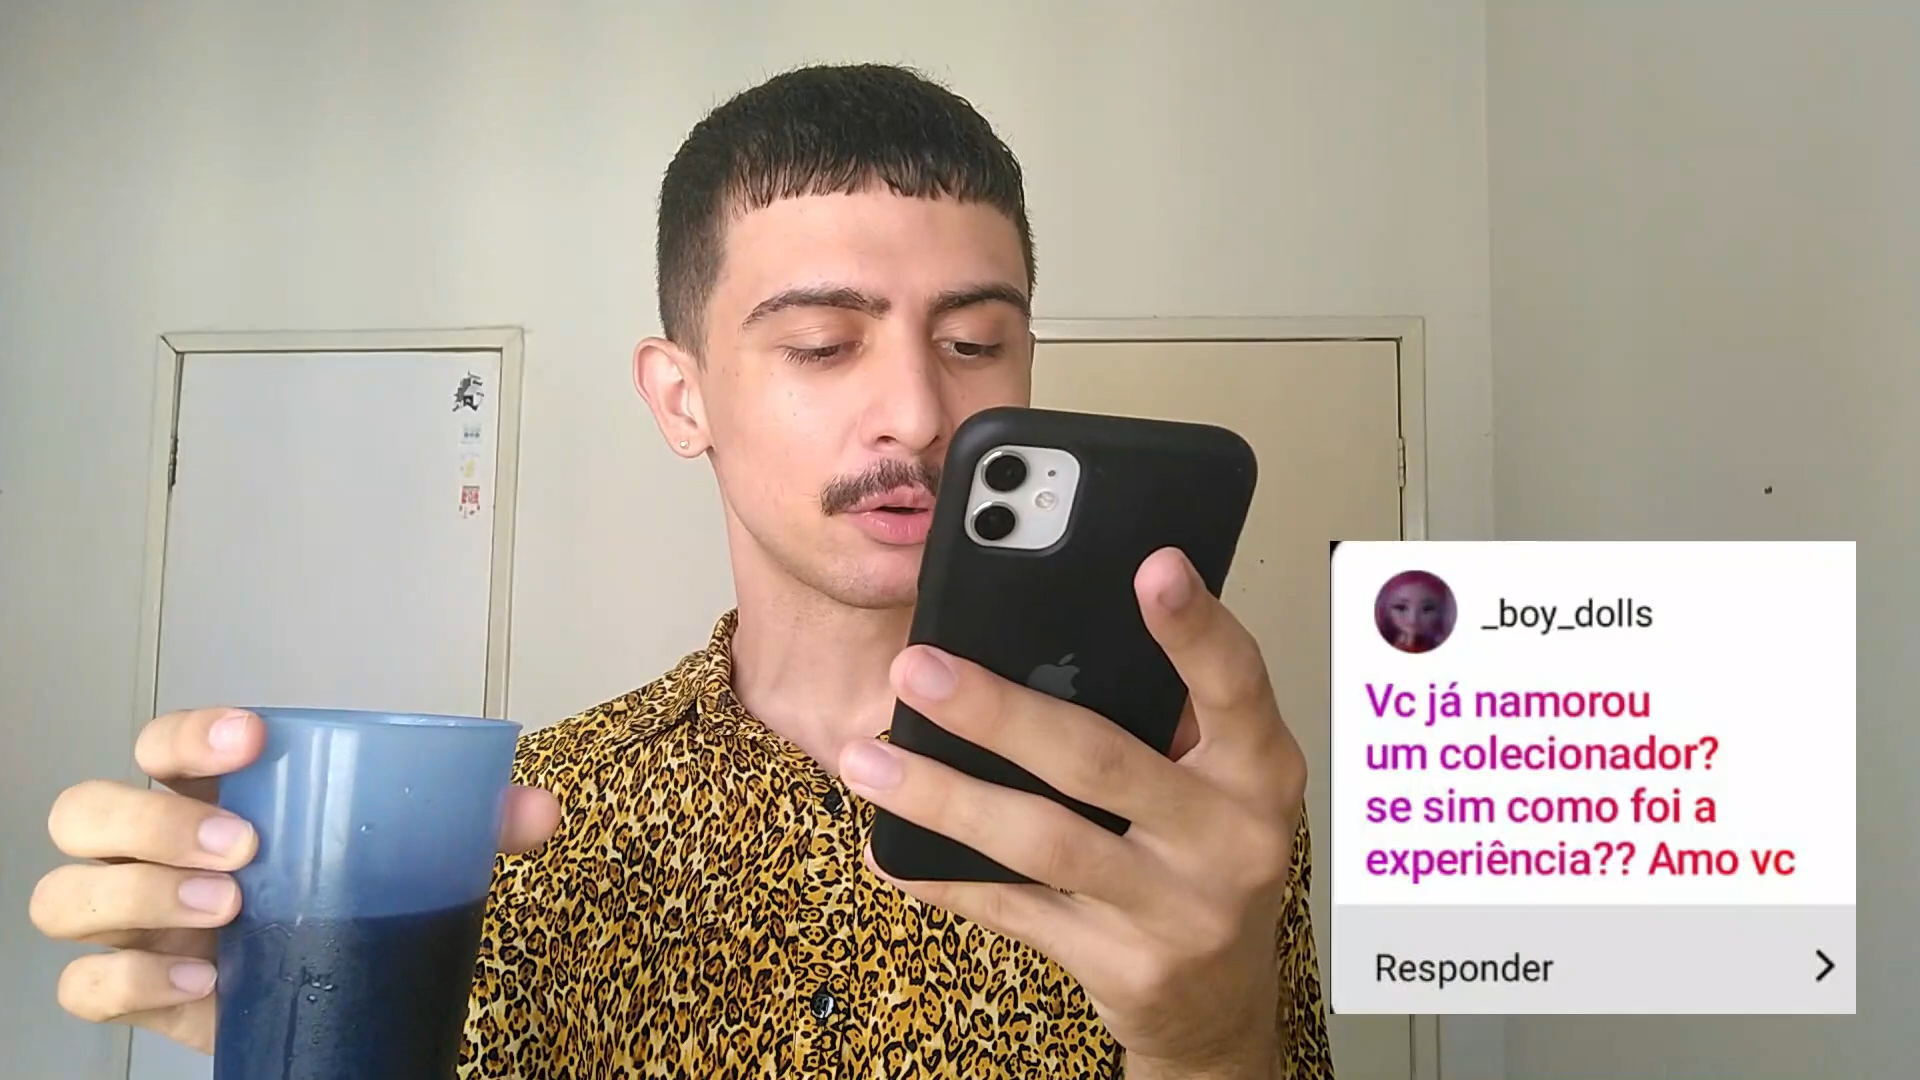 _boy_dolls
Vc já namorou
um colecionador?
se sim como foi a
experiência?? Amo vc
Responder